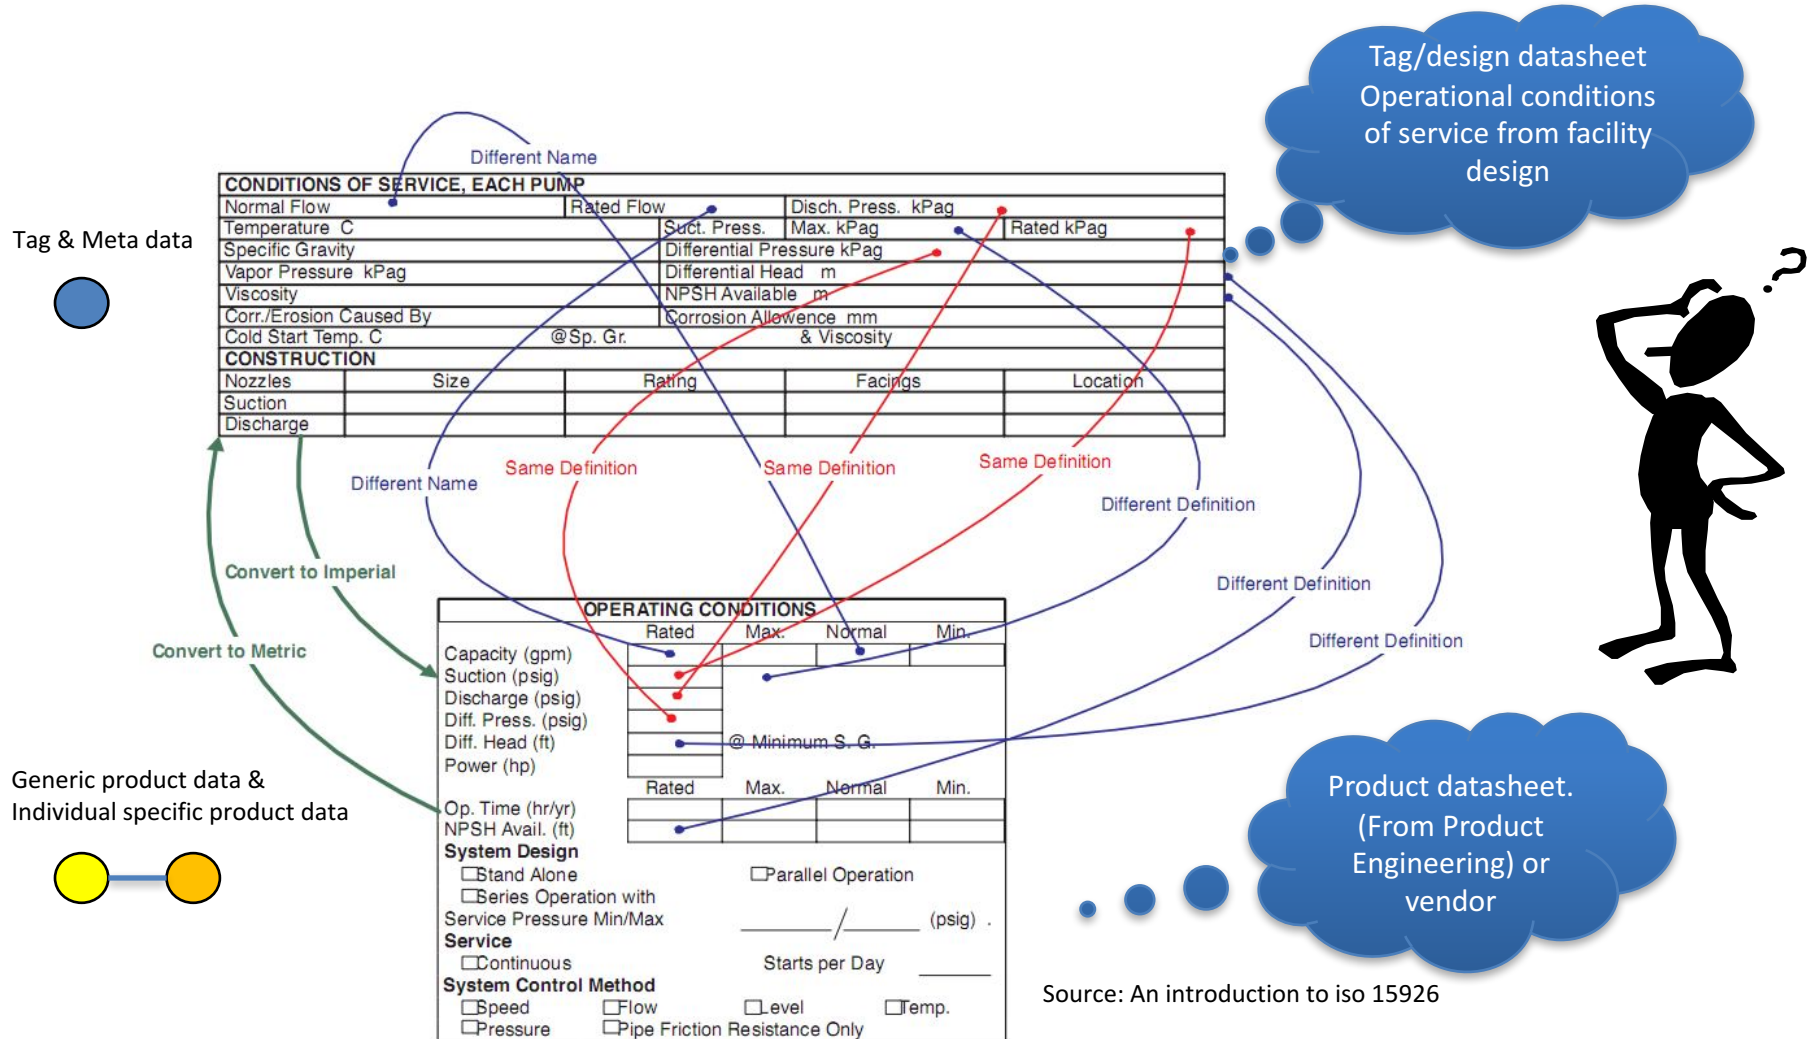 Tag/design datasheet
Operational conditions
of service from facility
design
Different Name
CONDITIONS OF SERVICE, EACH PUMP
Normal Flow Rated Flow Disch. Press. kPag
Temperature C Suct. Press. Max. kPag Rated kPag
Specific Gravity Differential Pressure kPag
Vapor Pressure kPag Differential Head m
Viscosity NPSH Available m
Corr./Erosion Caused By Corrosion Allowence mm
Cold Start Temp. C @Sp. Gr. & Viscosity
CONSTRUCTION
Nozzles Size Rating Facings Location
Suction
Discharge
Tag & Meta data
?
Different Name
Same Definition
Same Definition
Same Definition
Different Definition
Convert to Imperial
Different Definition
Convert to Metric
Different Definition
OPERATING CONDITIONS
Rated Max. Normal Min.
Capacity (gpm)
Suction (psig)
Discharge (psig)
Diff. Press. (psig)
Diff. Head (ft) @ Minimum S. G.
Power (hp)
Rated Max. Normal Min.
Op. Time (hr/yr)
NPSH Avail. (ft)
System Design
Stand Alone Parallel Operation
Series Operation with
Service Pressure Min/Max / (psig) .
Service
Continuous Starts per Day
System Control Method
Speed Flow Level Temp.
Pressure Pipe Friction Resistance Only
Generic product data &
Individual specific product data
Product datasheet.
(From Product
Engineering) or
vendor
Source: An introduction to iso 15926